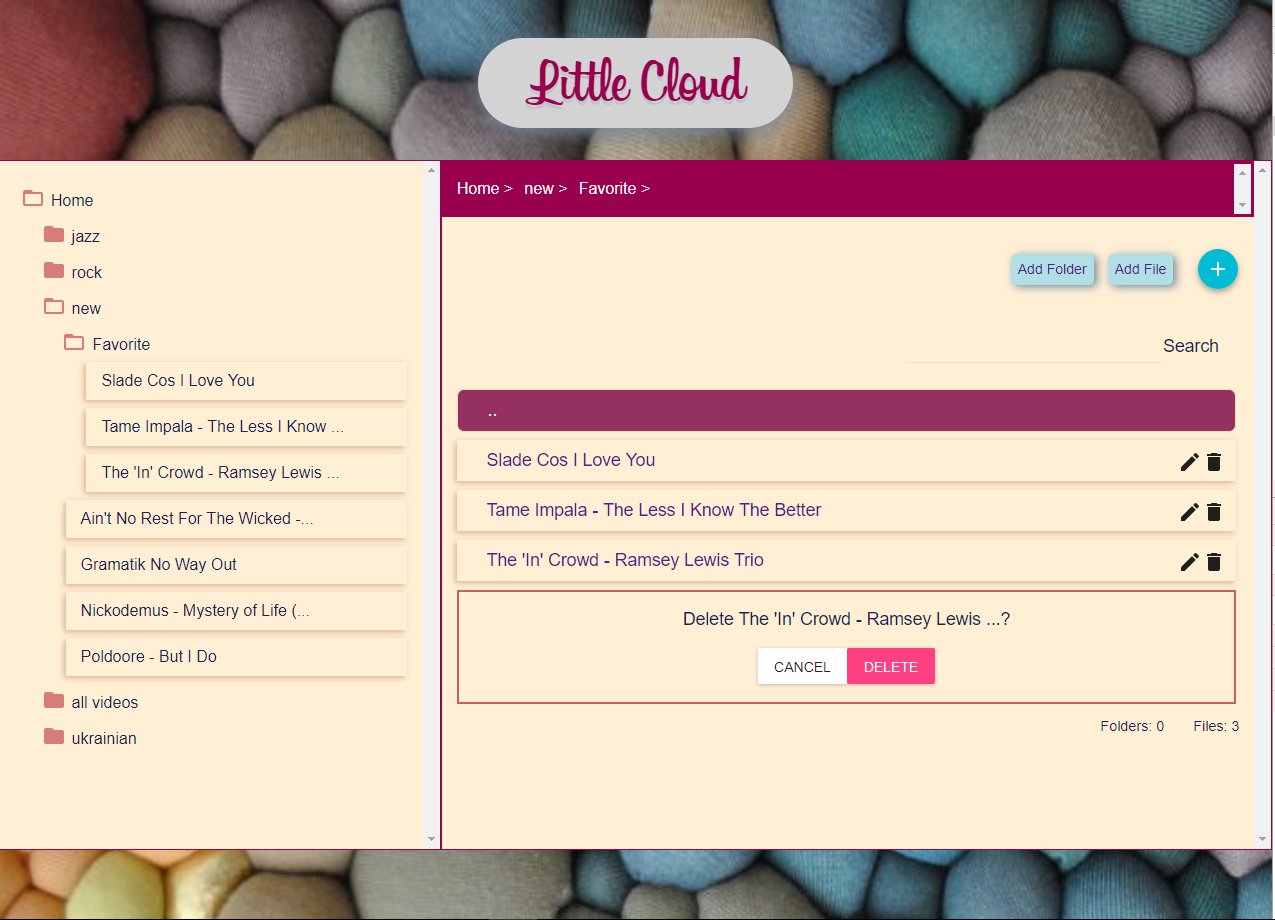 Little Cloud
Home
jazz
rock
new
Favorite
Slade Cos I Love You
Tame Impala - The Less I Know ...
The 'In' Crowd - Ramsey Lewis ...
Ain't No Rest For The Wicked -...
Gramatik No Way Out
Nickodemus - Mystery of Life (...
Poldoore - But I Do
all videos
ukrainian
Home > new > Favorite >
Add Folder Add File +
Search
..
Slade Cos I Love You
Tame Impala - The Less I Know The Better
The 'In' Crowd - Ramsey Lewis Trio
Delete The 'In' Crowd - Ramsey Lewis ...?
CANCEL DELETE
Folders: 0 Files: 3